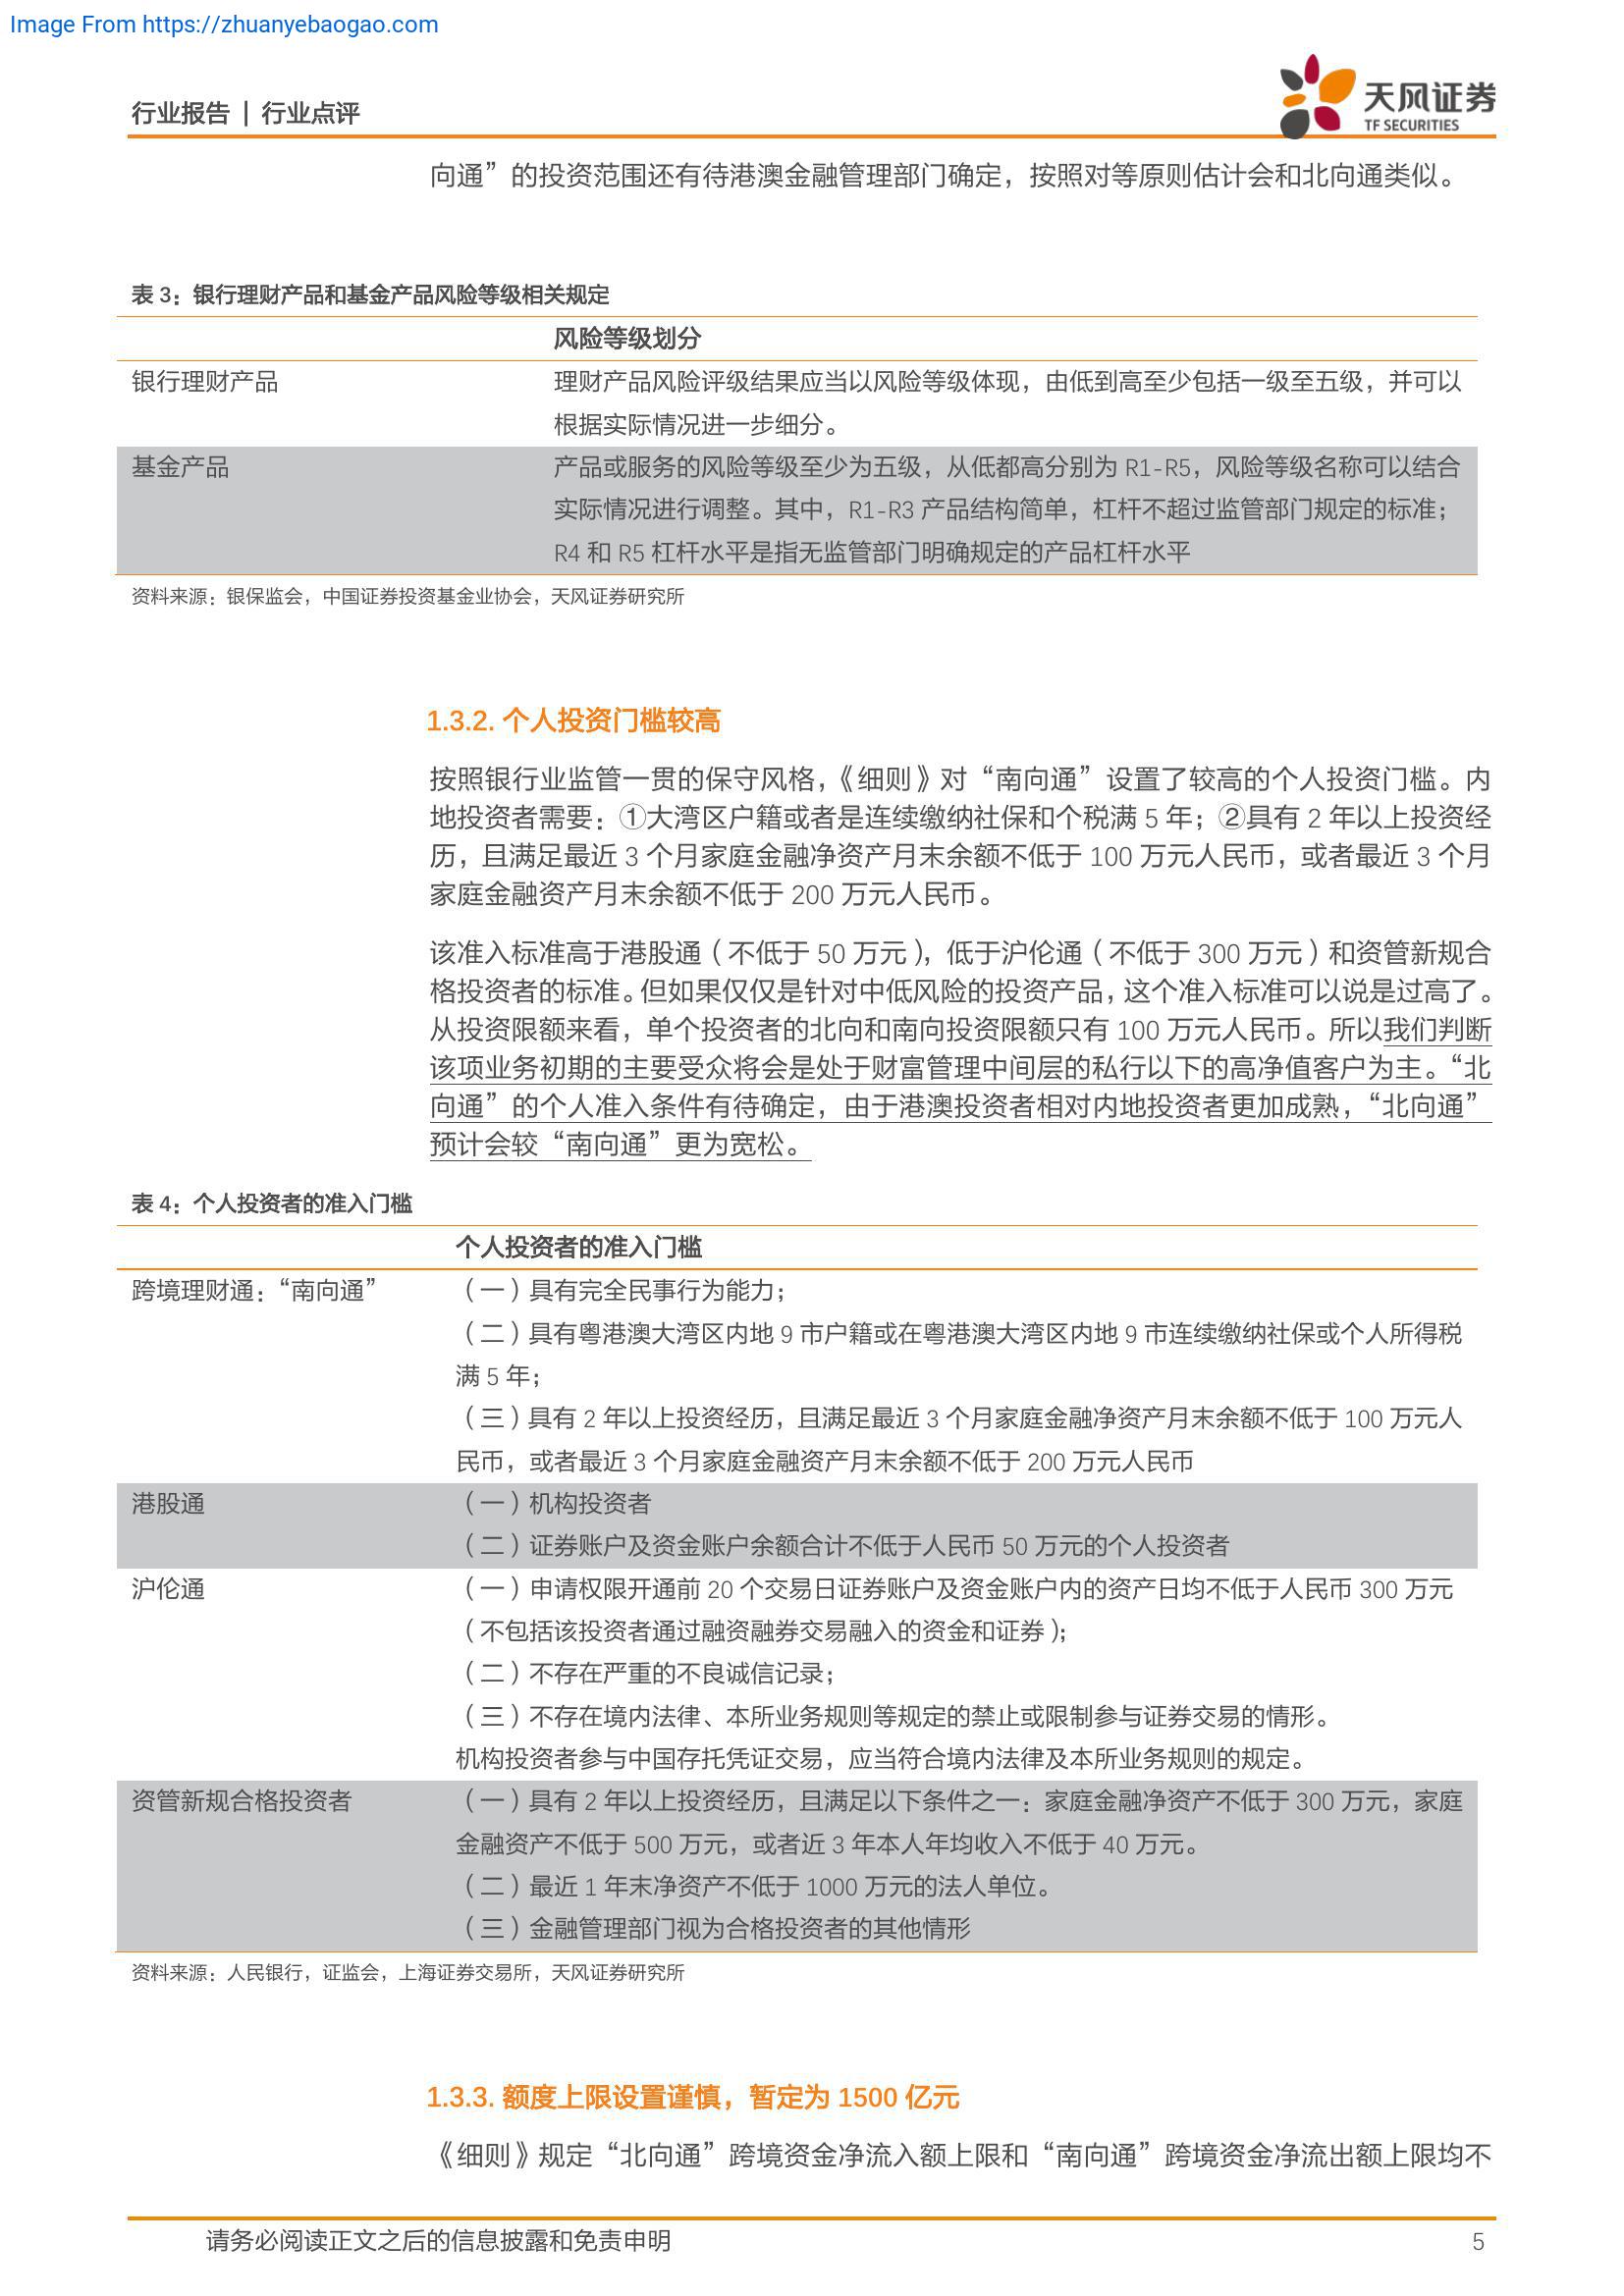 Image From https://zhuanyebaogao.com
行业报告 | 行业点评
天风证券
TF SECURITIES
向通”的投资范围还有待港澳金融管理部门确定，按照对等原则估计会和北向通类似。
表 3：银行理财产品和基金产品风险等级相关规定
风险等级划分
银行理财产品 理财产品风险评级结果应当以风险等级体现，由低到高至少包括一级至五级，并可以
根据实际情况进一步细分。
基金产品 产品或服务的风险等级至少为五级，从低都高分别为 R1-R5，风险等级名称可以结合
实际情况进行调整。其中，R1-R3 产品结构简单，杠杆不超过监管部门规定的标准；
R4 和 R5 杠杆水平是指无监管部门明确规定的产品杠杆水平
资料来源：银保监会，中国证券投资基金业协会，天风证券研究所
1.3.2. 个人投资门槛较高
按照银行业监管一贯的保守风格，《细则》对“南向通”设置了较高的个人投资门槛。内
地投资者需要：①大湾区户籍或者是连续缴纳社保和个税满 5 年；②具有 2 年以上投资经
历，且满足最近 3 个月家庭金融净资产月末余额不低于 100 万元人民币，或者最近 3 个月
家庭金融资产月末余额不低于 200 万元人民币。
该准入标准高于港股通（不低于 50 万元），低于沪伦通（不低于 300 万元）和资管新规合
格投资者的标准。但如果仅仅是针对中低风险的投资产品，这个准入标准可以说是过高了。
从投资限额来看，单个投资者的北向和南向投资限额只有 100 万元人民币。所以我们判断
该项业务初期的主要受众将会是处于财富管理中间层的私行以下的高净值客户为主。“北
向通”的个人准入条件有待确定，由于港澳投资者相对内地投资者更加成熟，“北向通”
预计会较“南向通”更为宽松。
表 4：个人投资者的准入门槛
个人投资者的准入门槛
跨境理财通：“南向通” （一）具有完全民事行为能力；
（二）具有粤港澳大湾区内地 9 市户籍或在粤港澳大湾区内地 9 市连续缴纳社保或个人所得税
满 5 年；
（三）具有 2 年以上投资经历，且满足最近 3 个月家庭金融净资产月末余额不低于 100 万元人
民币，或者最近 3 个月家庭金融资产月末余额不低于 200 万元人民币
港股通 （一）机构投资者
（二）证券账户及资金账户余额合计不低于人民币 50 万元的个人投资者
沪伦通 （一）申请权限开通前 20 个交易日证券账户及资金账户内的资产日均不低于人民币 300 万元
（不包括该投资者通过融资融券交易融入的资金和证券）；
（二）不存在严重的不良诚信记录；
（三）不存在境内法律、本所业务规则等规定的禁止或限制参与证券交易的情形。
机构投资者参与中国存托凭证交易，应当符合境内法律及本所业务规则的规定。
资管新规合格投资者 （一）具有 2 年以上投资经历，且满足以下条件之一：家庭金融净资产不低于 300 万元，家庭
金融资产不低于 500 万元，或者近 3 年本人年均收入不低于 40 万元。
（二）最近 1 年末净资产不低于 1000 万元的法人单位。
（三）金融管理部门视为合格投资者的其他情形
资料来源：人民银行，证监会，上海证券交易所，天风证券研究所
1.3.3. 额度上限设置谨慎，暂定为 1500 亿元
《细则》规定“北向通”跨境资金净流入额上限和“南向通”跨境资金净流出额上限均不
请务必阅读正文之后的信息披露和免责申明 5